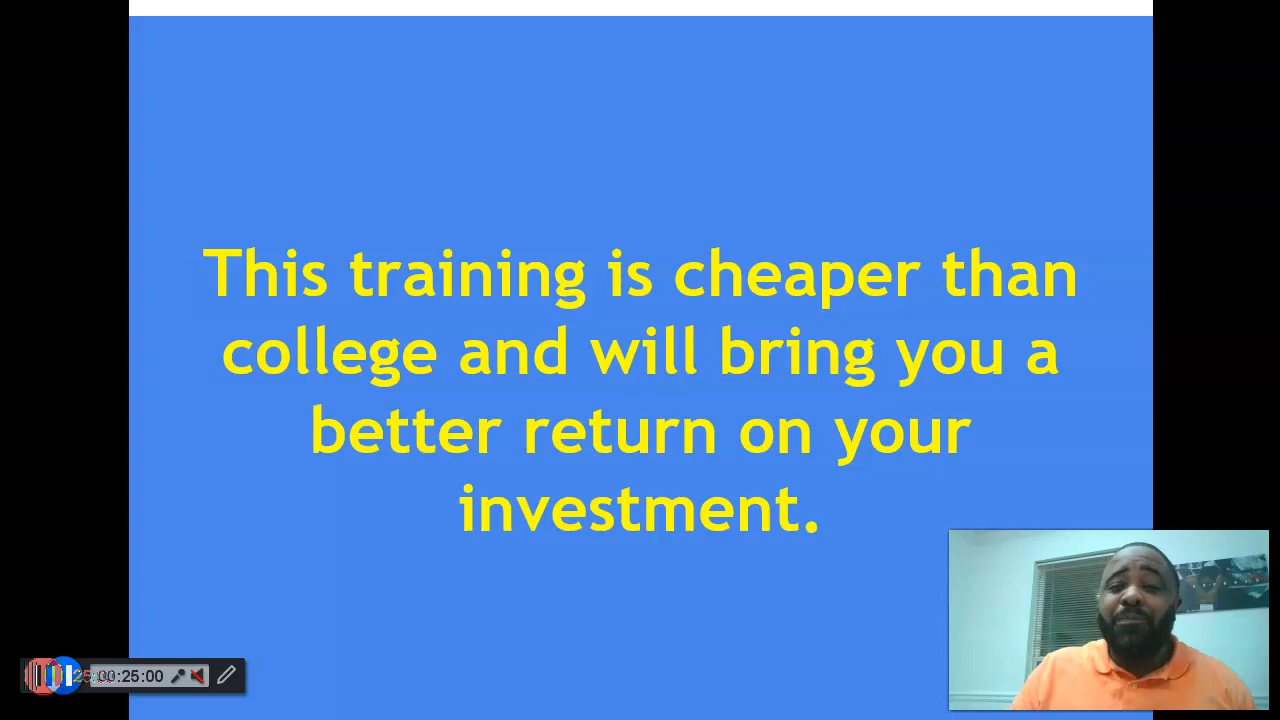 This training is cheaper than
college and will bring you a
better return on your
investment.
00:25:00